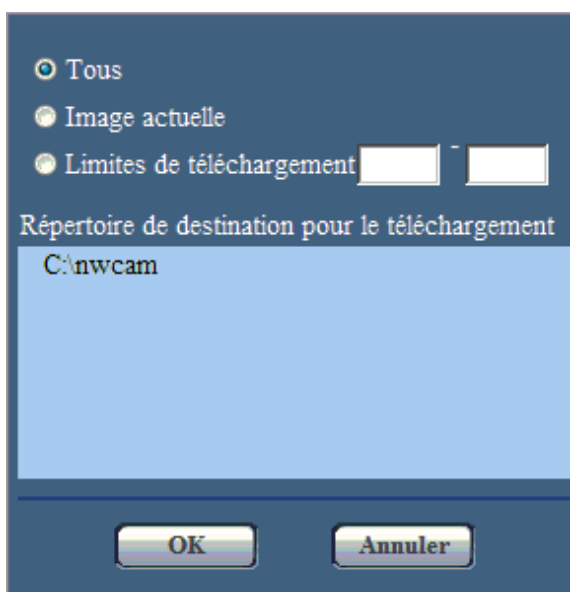 Tous
Image actuelle
Limites de téléchargement -
Répertoire de destination pour le téléchargement
C:\nwcam
OK Annuler